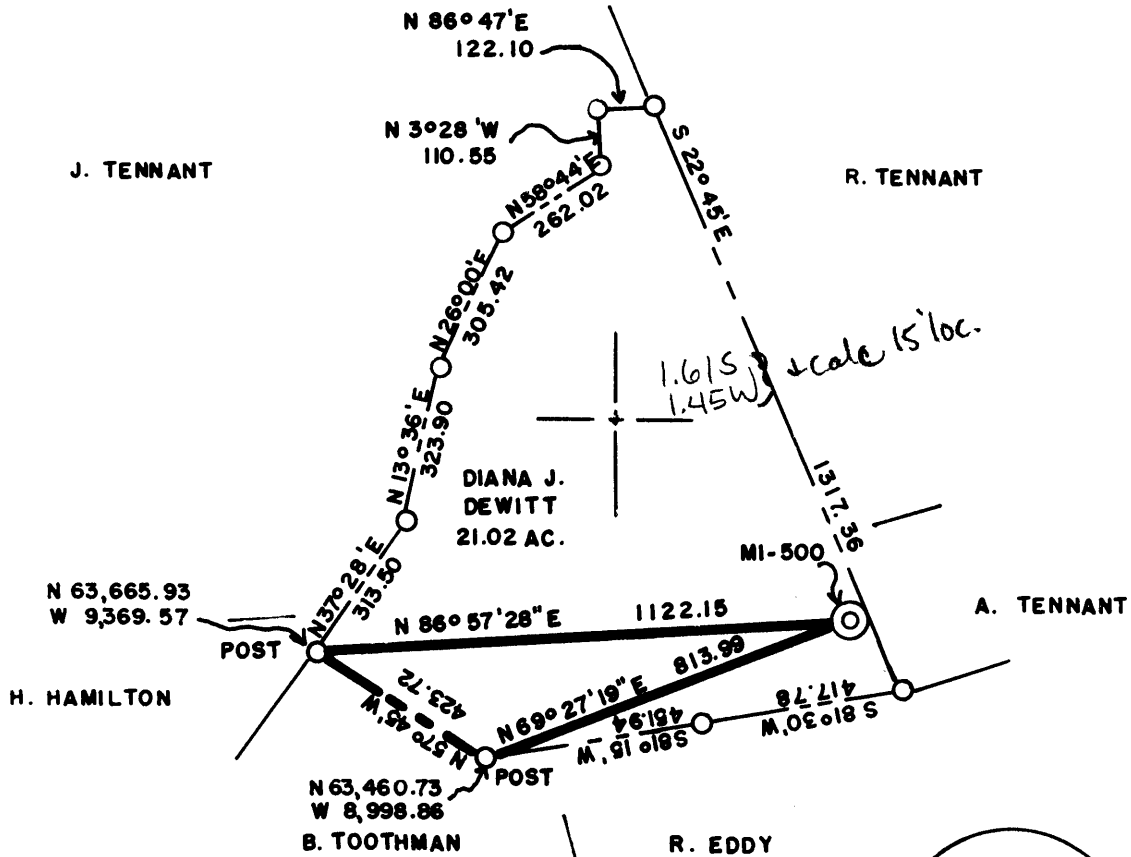 N 86° 47' E
122.10
N 3° 28' W
110.55
J. TENNANT
R. TENNANT
N 58° 44' E
262.02
S 22° 45' E
N 26° 00' E
305.42
1.61S
1.45W
calc 15' loc.
N 13° 36' E
323.90
DIANA J.
DEWITT
21.02 AC.
1317.36
MI-500
N 37° 28' E
313.50
N 63,665.93
W 9,369.57
POST
N 86° 57' 28" E 1122.15
A. TENNANT
H. HAMILTON
N 57° 45' W
423.72
N 69° 27' 19" E 813.99
S 81° 15' W
451.94
S 81° 30' W
417.78
POST
N 63,460.73
W 8,998.86
B. TOOTHMAN
R. EDDY